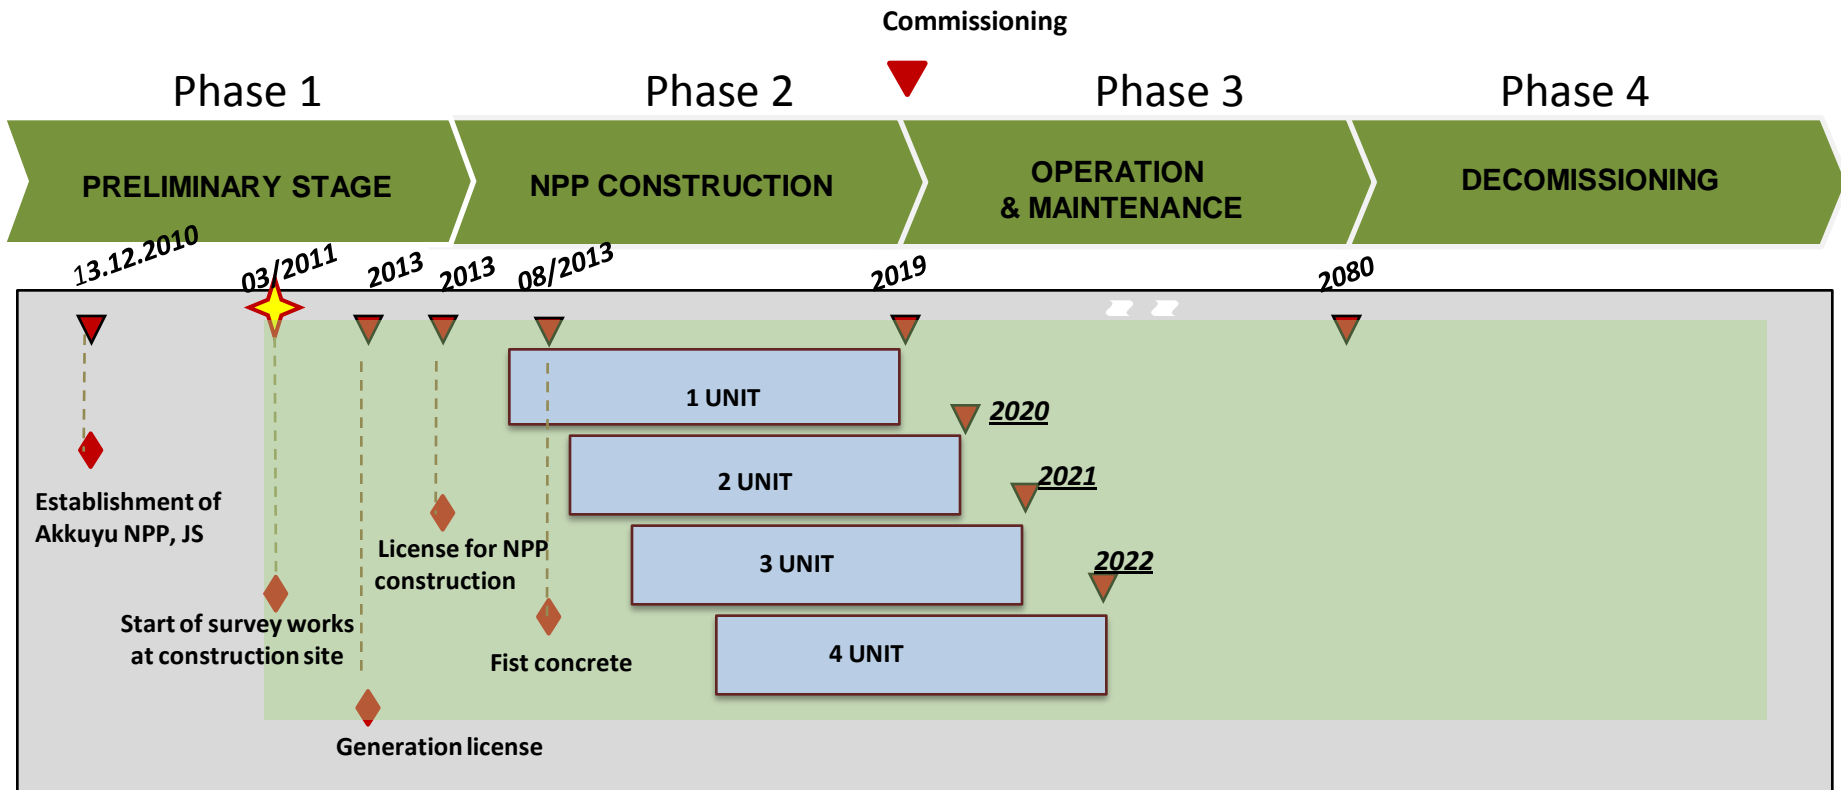 Commissioning
Phase 1
Phase 2
Phase 3
Phase 4
PRELIMINARY STAGE
NPP CONSTRUCTION
OPERATION
& MAINTENANCE
DECOMISSIONING
13.12.2010
03/2011
2013
2013
08/2013
2019
2080
1 UNIT
2020
2 UNIT
2021
Establishment of
Akkuyu NPP, JS
License for NPP
construction
3 UNIT
2022
Start of survey works
at construction site
Fist concrete
4 UNIT
Generation license